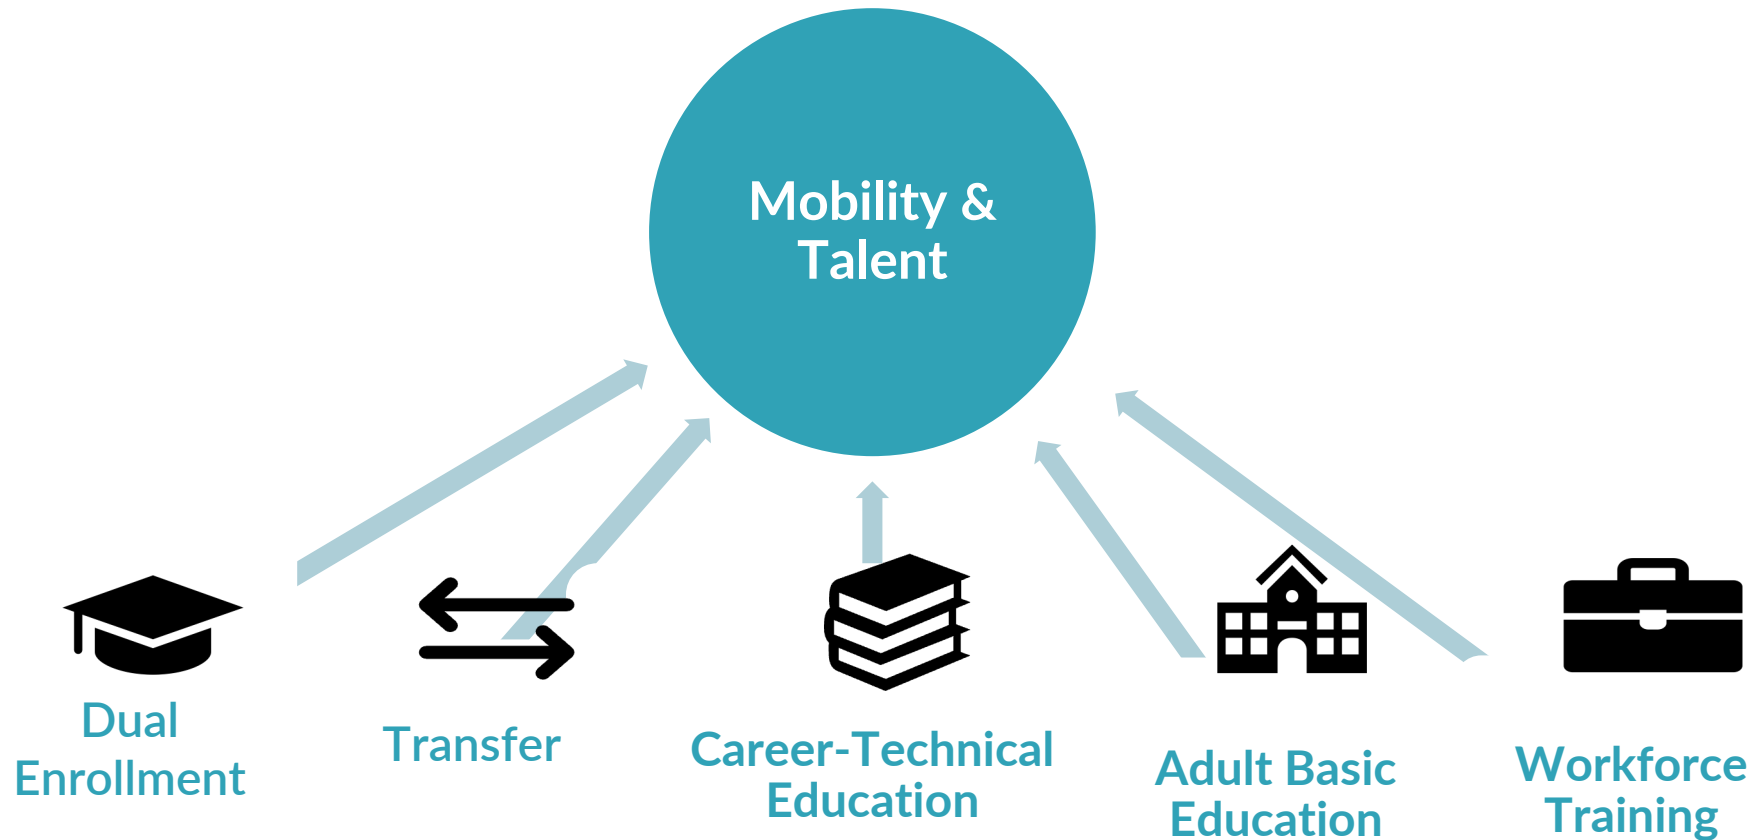 Mobility &
Talent
Dual
Enrollment
Transfer
Career-Technical
Education
Adult Basic
Education
Workforce
Training